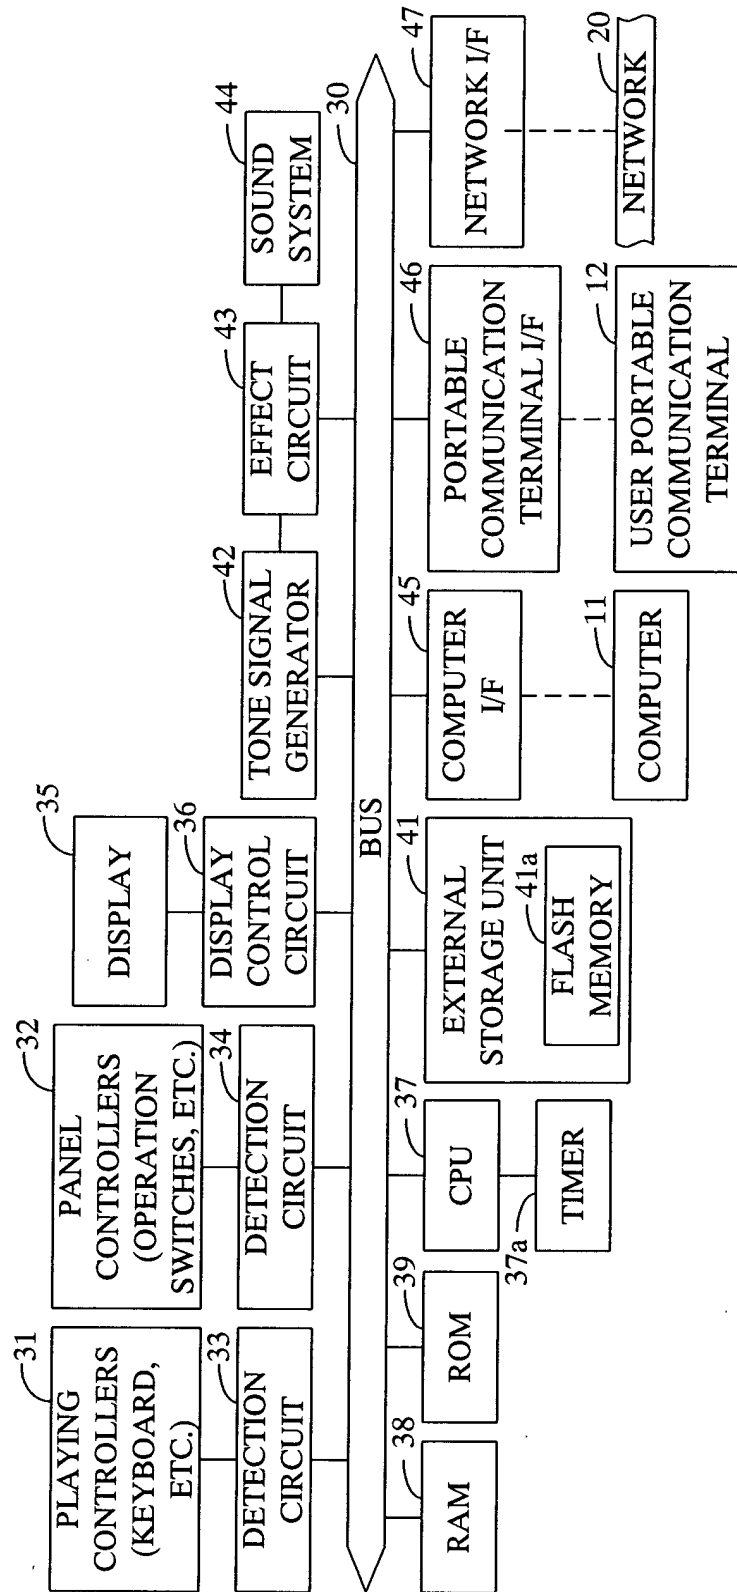 31
PLAYING
CONTROLLERS
(KEYBOARD,
ETC.)
32
PANEL
CONTROLLERS
(OPERATION
SWITCHES, ETC.)
35
DISPLAY
33
DETECTION
CIRCUIT
34
DETECTION
CIRCUIT
36
DISPLAY
CONTROL
CIRCUIT
42
TONE SIGNAL
GENERATOR
43
EFFECT
CIRCUIT
44
SOUND
SYSTEM
30
BUS
38
RAM
39
ROM
37
CPU
37a
TIMER
41
EXTERNAL
STORAGE UNIT
41a
FLASH
MEMORY
45
COMPUTER
I/F
11
COMPUTER
46
PORTABLE
COMMUNICATION
TERMINAL I/F
12
USER PORTABLE
COMMUNICATION
TERMINAL
47
NETWORK I/F
20
NETWORK